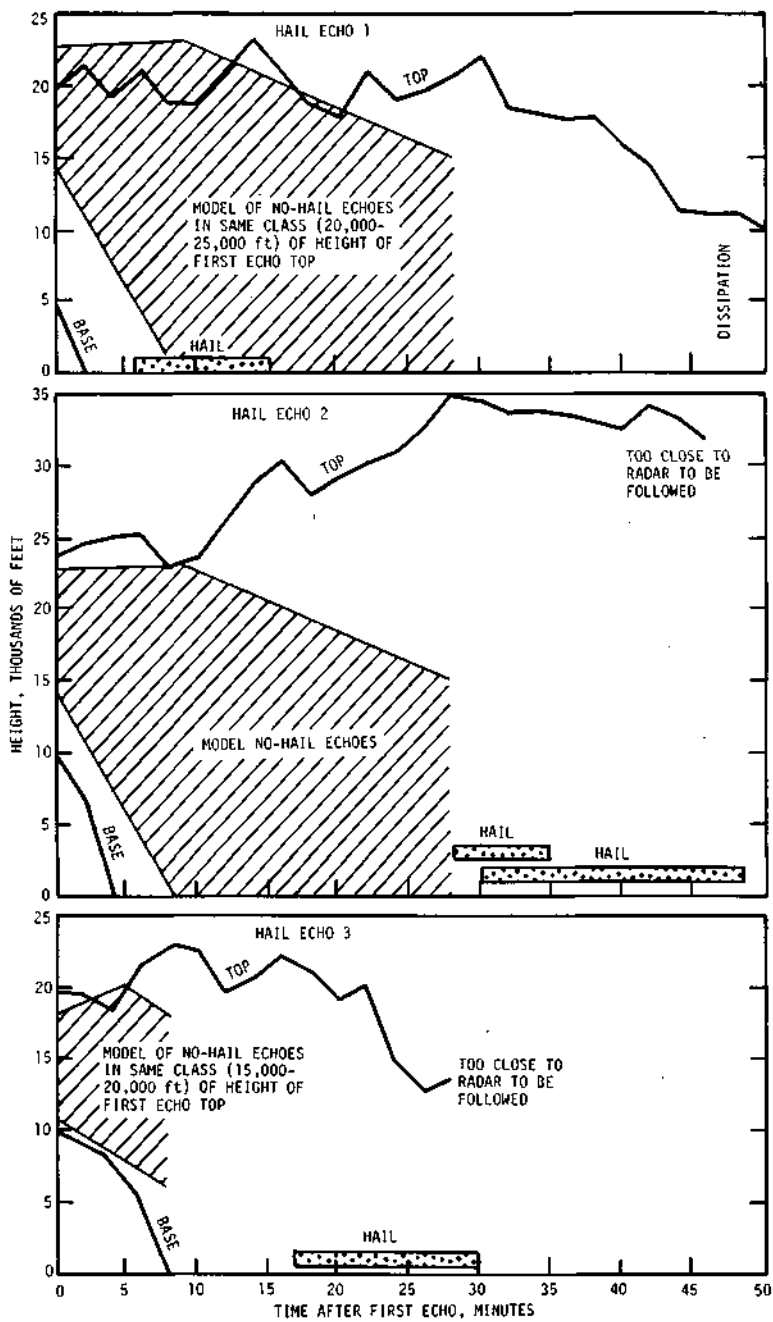 HAIL ECHO 1
25
20
15
10
5
0
TOP
MODEL OF NO-HAIL ECHOES
IN SAME CLASS (20,000-
25,000 ft) OF HEIGHT OF
FIRST ECHO TOP
BASE
HAIL
DISSIPATION
HAIL ECHO 2
35
30
25
20
15
10
5
0
TOP
TOO CLOSE TO
RADAR TO BE
FOLLOWED
HEIGHT, THOUSANDS OF FEET
MODEL NO-HAIL ECHOES
BASE
HAIL
HAIL
HAIL ECHO 3
25
20
15
10
5
0
TOP
MODEL OF NO-HAIL ECHOES
IN SAME CLASS (15,000-
20,000 ft) OF HEIGHT OF
FIRST ECHO TOP
TOO CLOSE TO
RADAR TO BE
FOLLOWED
BASE
HAIL
0 5 10 15 20 25 30 35 40 45 50
TIME AFTER FIRST ECHO, MINUTES